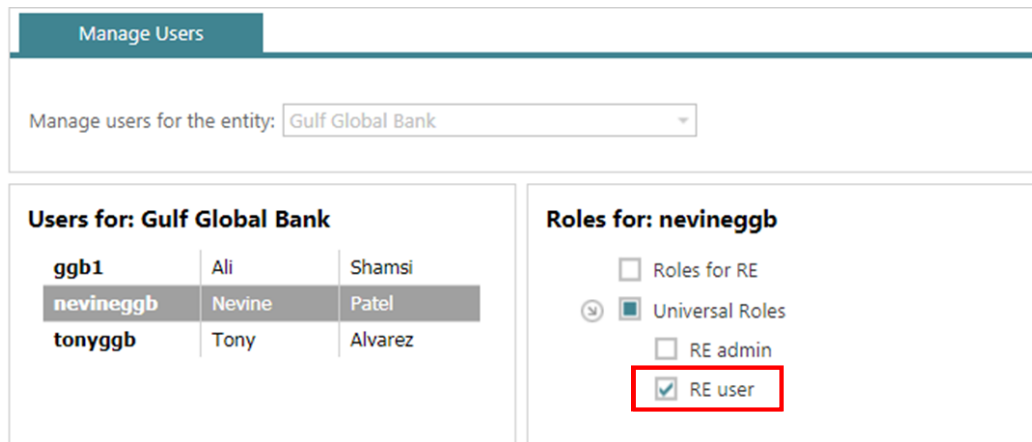 Manage Users
Manage users for the entity: Gulf Global Bank
Users for: Gulf Global Bank
ggb1 Ali Shamsi
nevineggb Nevine Patel
tonyggb Tony Alvarez
Roles for: nevineggb
Roles for RE
Universal Roles
RE admin
RE user